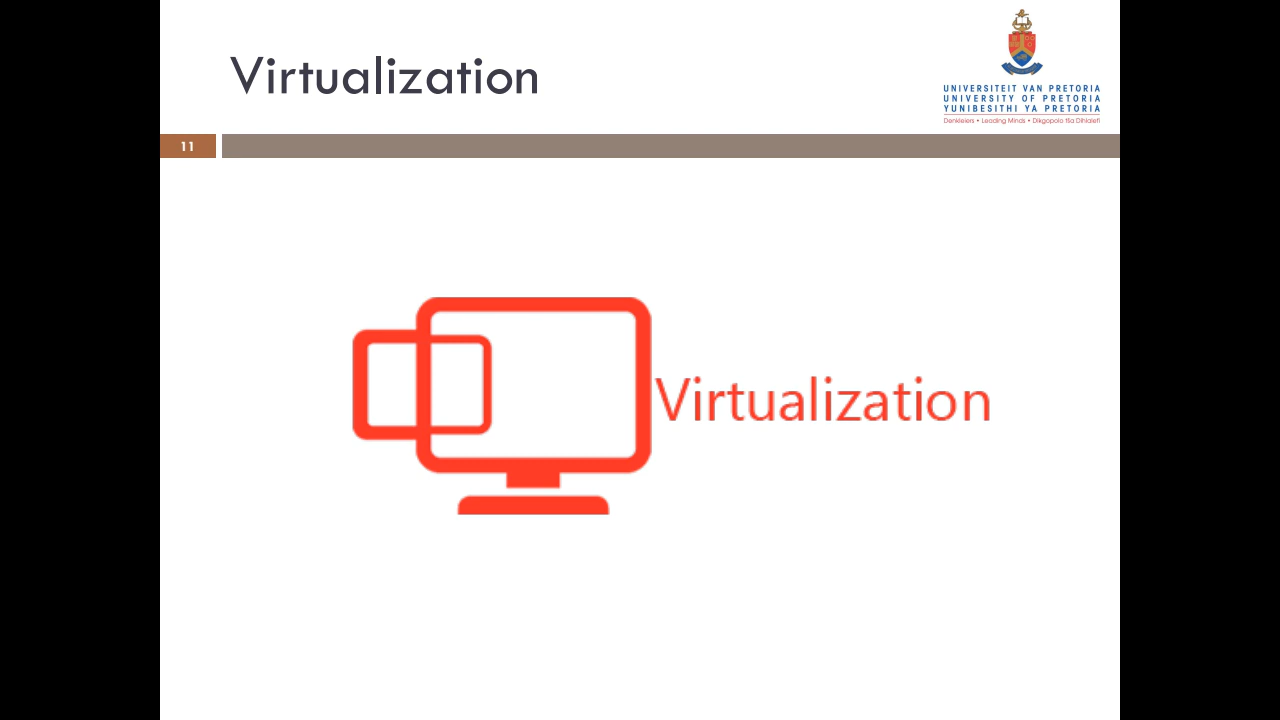 Virtualization
UNIVERSITEIT VAN PRETORIA
UNIVERSITY OF PRETORIA
YUNIBESITHI YA PRETORIA
Denkleiers • Leading Minds • Dikgopolo tša Dihlalefi
11
Virtualization